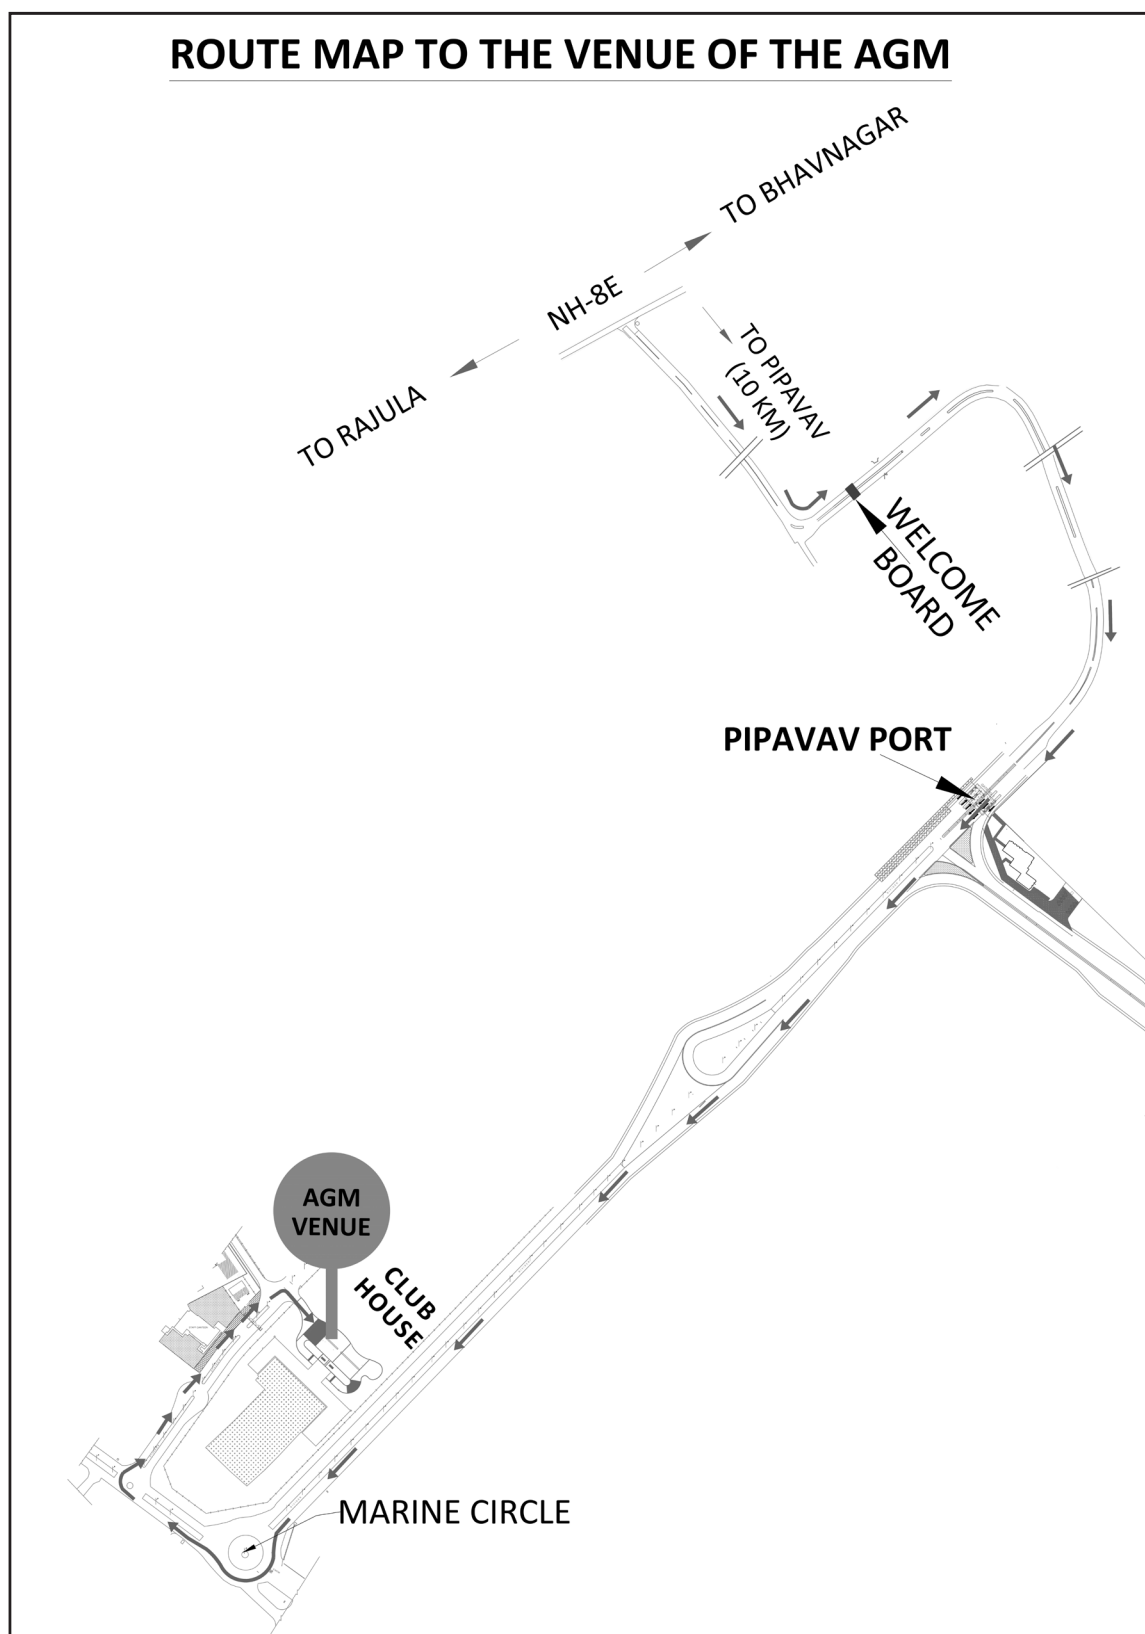 ROUTE MAP TO THE VENUE OF THE AGM
TO BHAVNAGAR
NH-8E
TO RAJULA
TO PIPAVAV
(10 KM)
WELCOME
BOARD
PIPAVAV PORT
AGM
VENUE
CLUB
HOUSE
MARINE CIRCLE